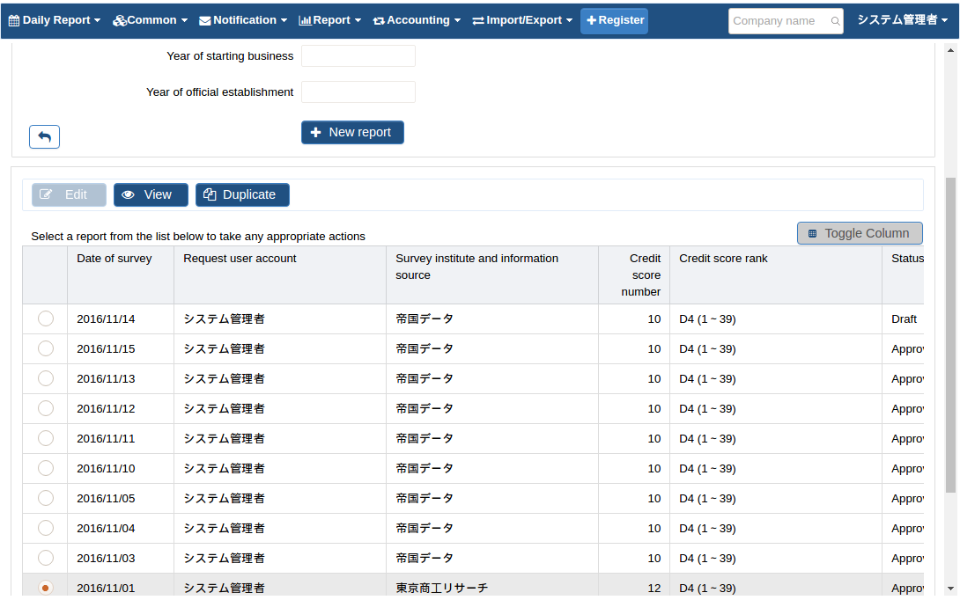 Daily Report Common Notification Report Accounting Import/Export Register Company name システム管理者
Year of starting business
Year of official establishment
New report
Edit View Duplicate
Toggle Column
Select a report from the list below to take any appropriate actions
Date of survey Request user account Survey institute and information source Credit score number Credit score rank Status
2016/11/14 システム管理者 帝国データ 10 D4 (1 ~ 39) Draft
2016/11/15 システム管理者 帝国データ 10 D4 (1 ~ 39) Appro
2016/11/13 システム管理者 帝国データ 10 D4 (1 ~ 39) Appro
2016/11/12 システム管理者 帝国データ 10 D4 (1 ~ 39) Appro
2016/11/11 システム管理者 帝国データ 10 D4 (1 ~ 39) Appro
2016/11/10 システム管理者 帝国データ 10 D4 (1 ~ 39) Appro
2016/11/05 システム管理者 帝国データ 10 D4 (1 ~ 39) Appro
2016/11/04 システム管理者 帝国データ 10 D4 (1 ~ 39) Appro
2016/11/03 システム管理者 帝国データ 10 D4 (1 ~ 39) Appro
2016/11/01 システム管理者 東京商工リサーチ 12 D4 (1 ~ 39) Appro